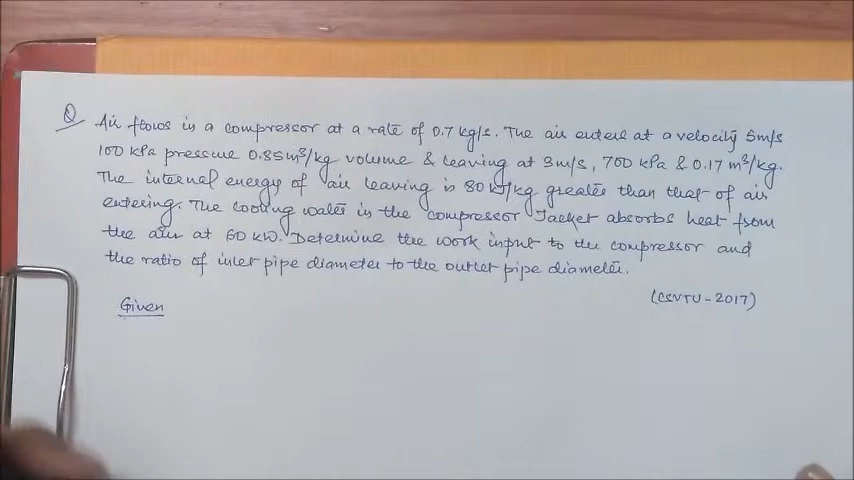 Q Air flows in a compressor at a rate of 0.7 kg/s. The air enters at a velocity 5m/s
100 kPa pressure 0.85m³/kg volume & leaving at 3m/s, 700 kPa & 0.17 m³/kg.
The internal energy of air leaving is 80 kJ/kg greater than that of air
entering. The cooling water in the compressor Jacket absorbs heat from
the air at 60 kW. Determine the work input to the compressor and
the ratio of inlet pipe diameter to the outlet pipe diameter.
(CSVTU-2017)
Given